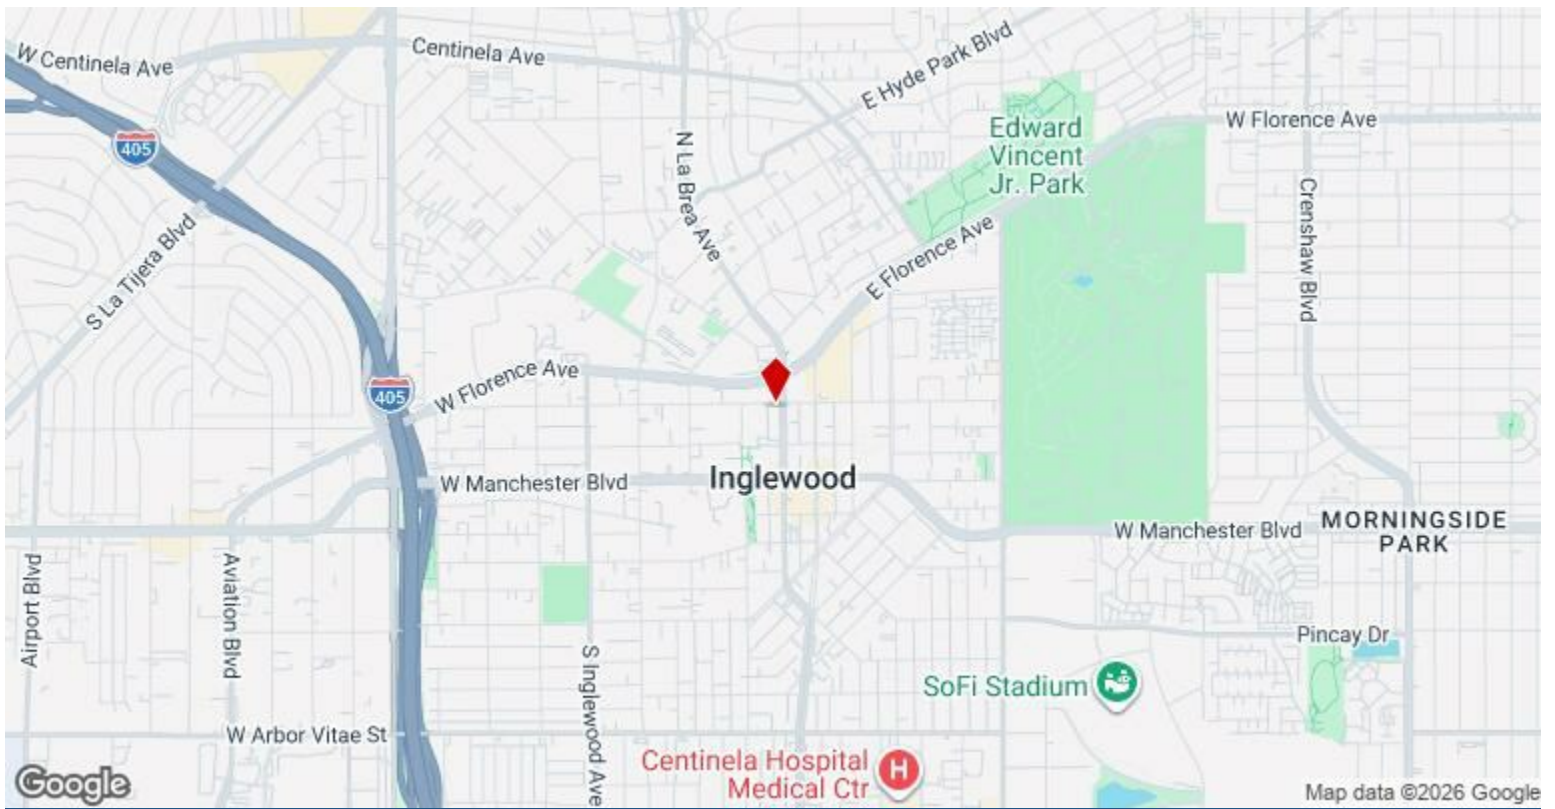 W Centinela Ave
Centinela Ave
E Hyde Park Blvd
405
Edward
Vincent
Jr. Park
W Florence Ave
N La Brea Ave
Crenshaw Blvd
S La Tijera Blvd
E Florence Ave
405
W Florence Ave
W Manchester Blvd
Inglewood
W Manchester Blvd
MORNINGSIDE
PARK
Airport Blvd
Aviation Blvd
S Inglewood Ave
Pincay Dr
SoFi Stadium
W Arbor Vitae St
Centinela Hospital
Medical Ctr
H
Google
Map data ©2026 Google